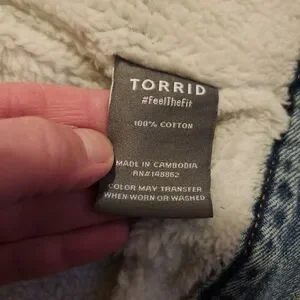 TORRID
#FeelTheFit
100% COTTON
MADE IN CAMBODIA
RN#148862
COLOR MAY TRANSFER
WHEN WORN OR WASHED